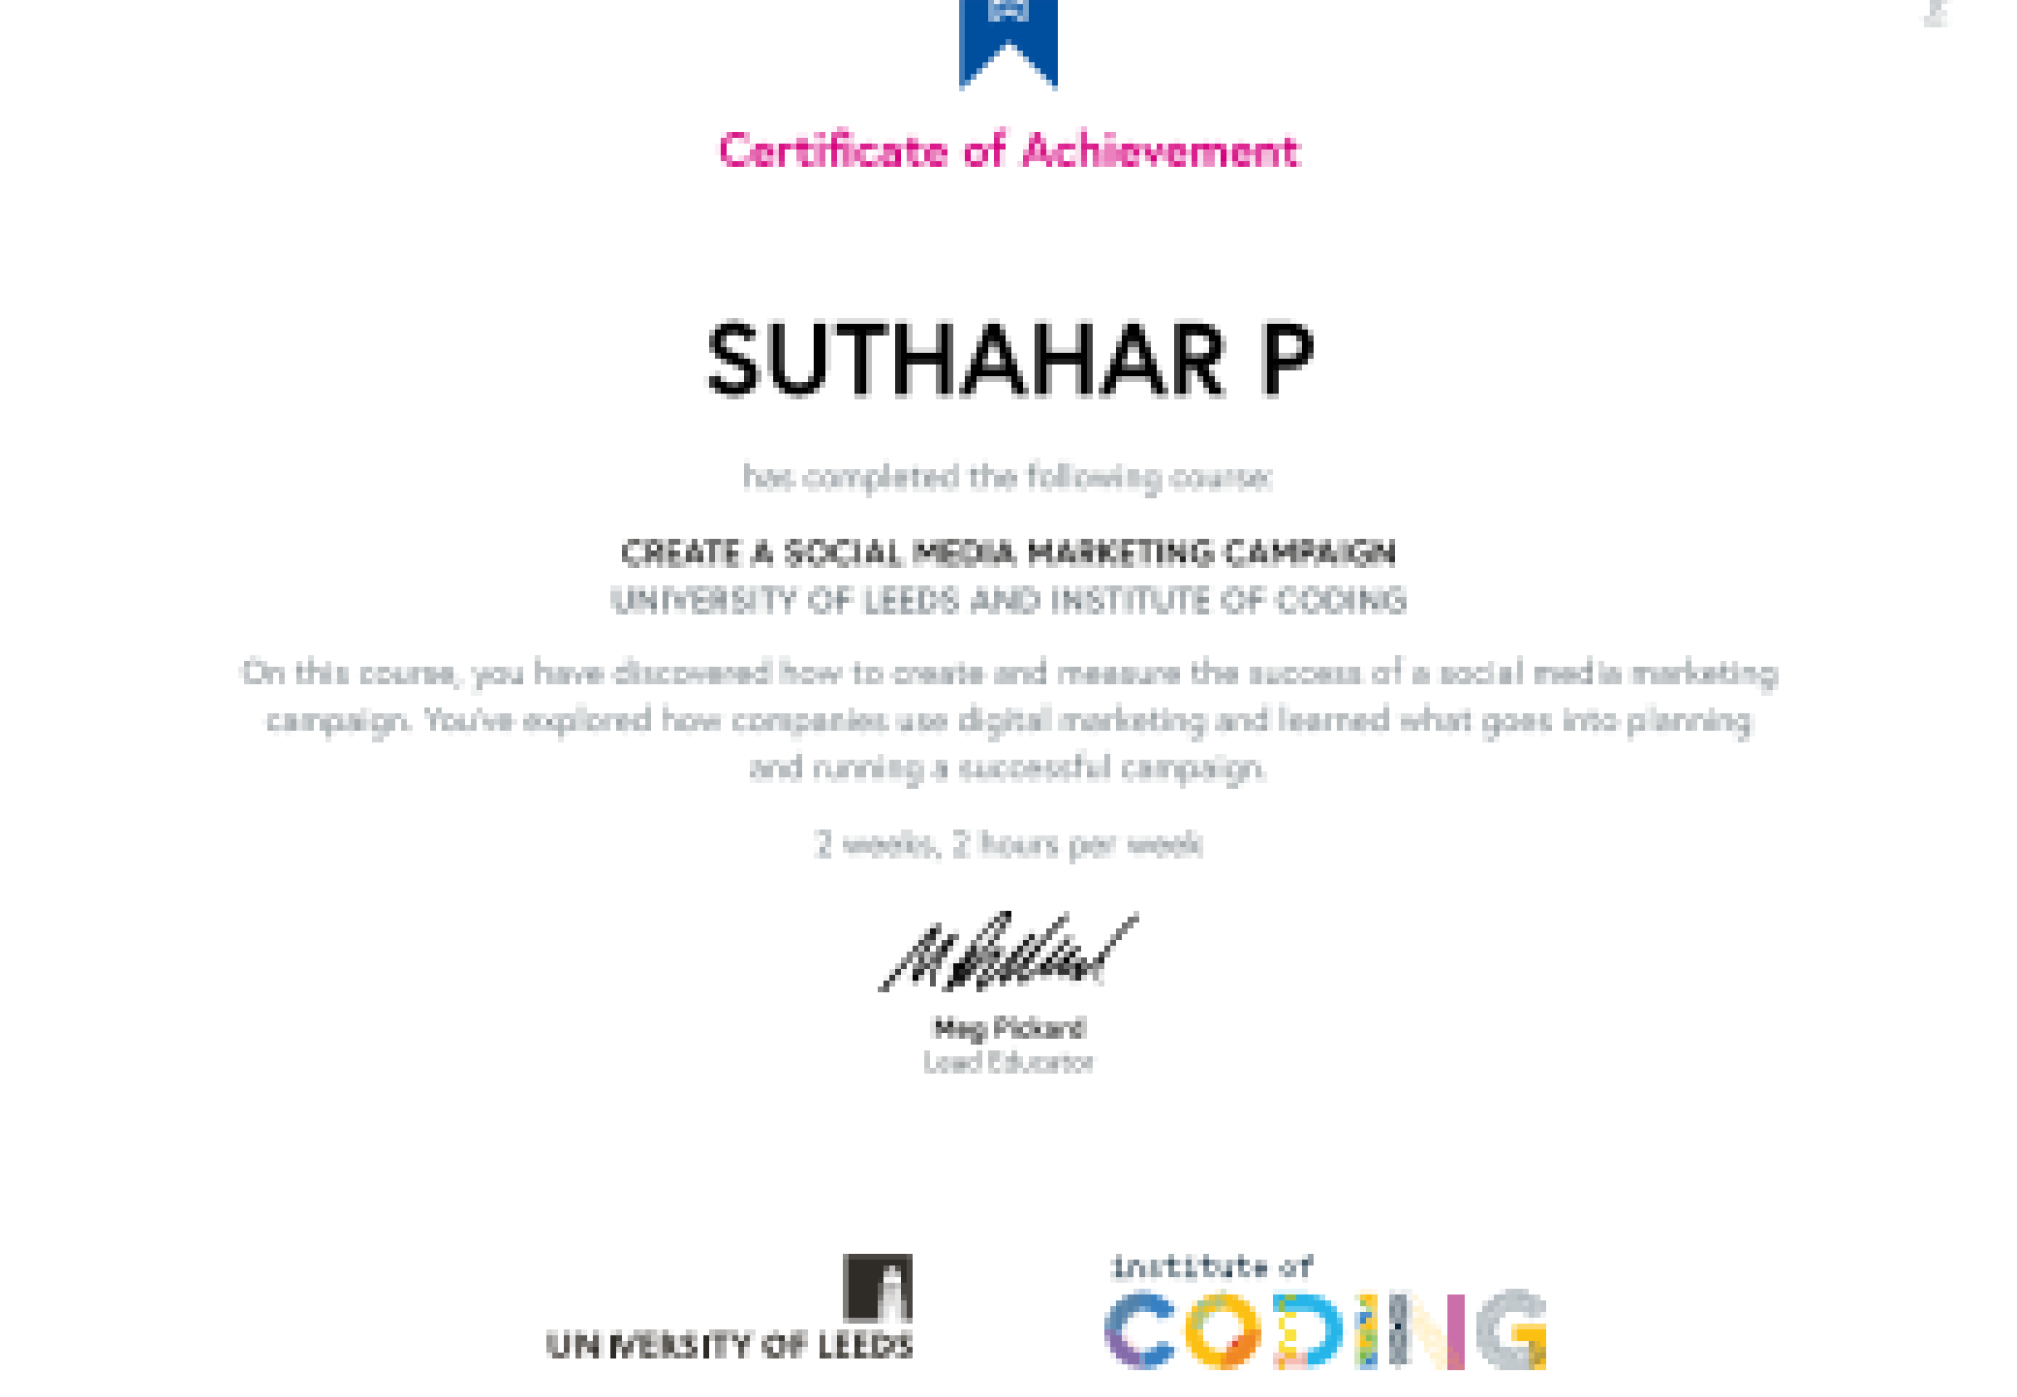 Certificate of Achievement
SUTHAHAR P
has completed the following course:
CREATE A SOCIAL MEDIA MARKETING CAMPAIGN
UNIVERSITY OF LEEDS AND INSTITUTE OF CODING
On this course, you have discovered how to create and measure the success of a social media marketing
campaign. You've explored how companies use digital marketing and learned what goes into planning
and running a successful campaign.
2 weeks, 2 hours per week
Meg Pickard
Lead Educator
UNIVERSITY OF LEEDS
institute of
CODING